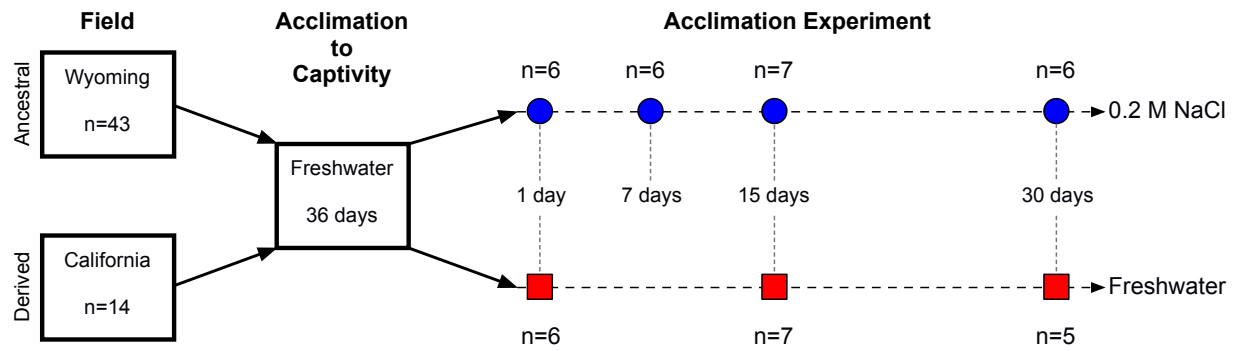 Field
Acclimation
to
Captivity
Acclimation Experiment
Ancestral
Wyoming
n=43
Derived
California
n=14
Freshwater
36 days
n=6
n=6
n=7
n=6
0.2 M NaCl
1 day
7 days
15 days
30 days
Freshwater
n=6
n=7
n=5